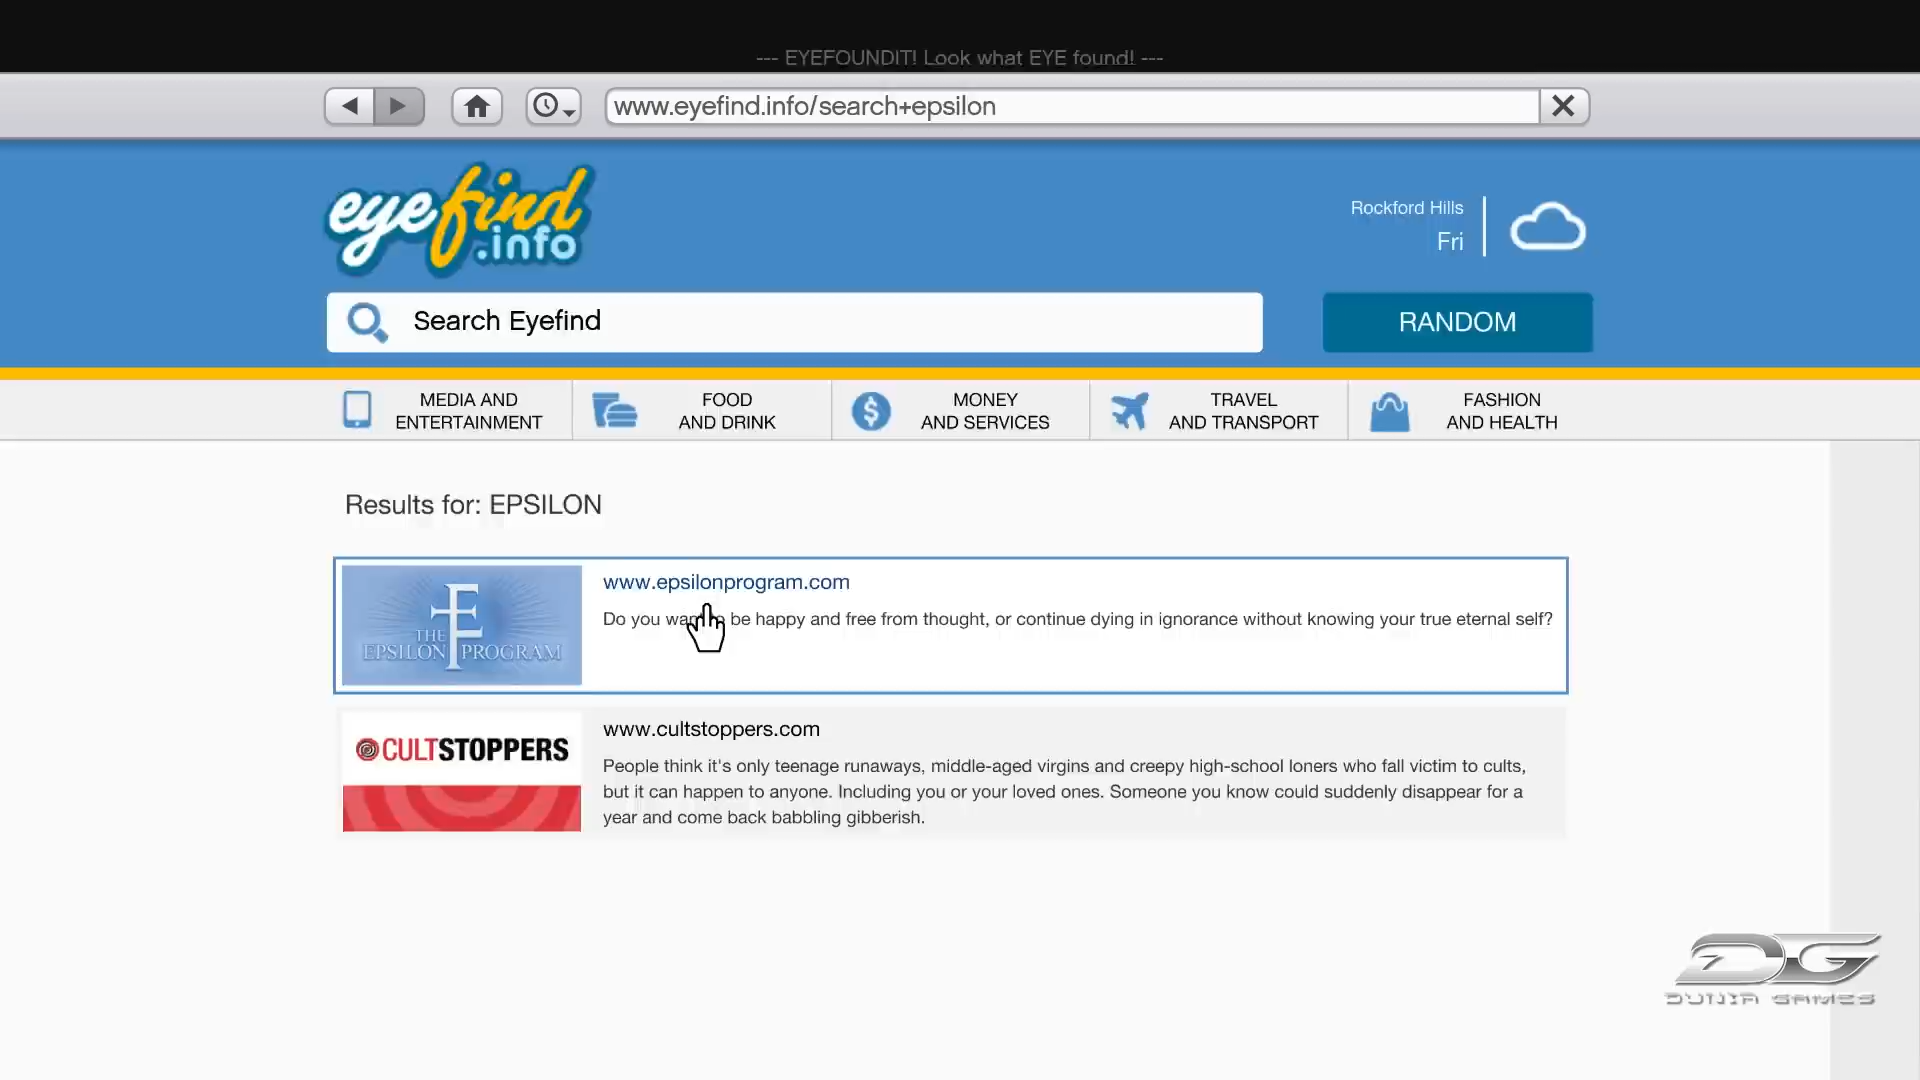 --- EYEFOUNDIT! Look what EYE found! ---
www.eyefind.info/search+epsilon
eyefind
.info
Rockford Hills
Fri
Search Eyefind
RANDOM
MEDIA AND
ENTERTAINMENT
FOOD
AND DRINK
MONEY
AND SERVICES
TRAVEL
AND TRANSPORT
FASHION
AND HEALTH
Results for: EPSILON
THE
EPSILON PROGRAM
www.epsilonprogram.com
Do you be happy and free from thought, or continue dying in ignorance without knowing your true eternal self?
CULTSTOPPERS
www.cultstoppers.com
People think it's only teenage runaways, middle-aged virgins and creepy high-school loners who fall victim to cults,
but it can happen to anyone. Including you or your loved ones. Someone you know could suddenly disappear for a
year and come back babbling gibberish.
DG
DUNIA GAMES